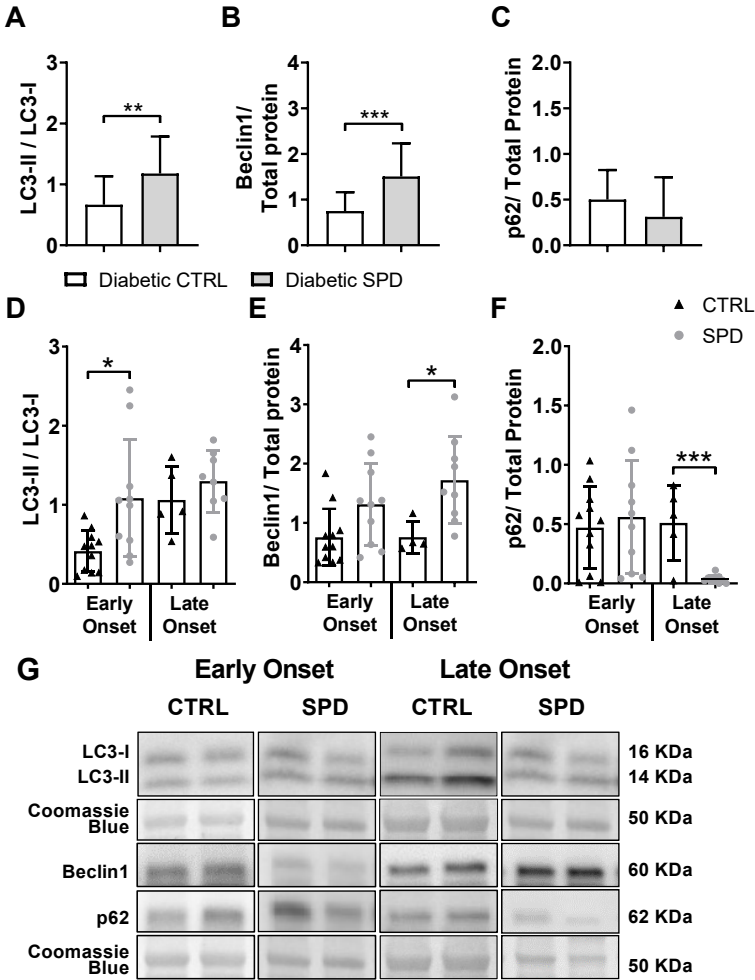 A
B
C
3
2
1
0
LC3-II / LC3-I
**
4
3
2
1
0
Beclin1/
Total protein
***
2.0
1.5
1.0
0.5
0.0
p62/ Total Protein
Diabetic CTRL
Diabetic SPD
D
E
F
CTRL
SPD
3
2
1
0
LC3-II / LC3-I
*
Early
Onset
Late
Onset
4
3
2
1
0
Beclin1/ Total protein
*
Early
Onset
Late
Onset
2.0
1.5
1.0
0.5
0.0
p62/ Total Protein
***
Early
Onset
Late
Onset
G
Early Onset
Late Onset
CTRL
SPD
CTRL
SPD
LC3-I
16 KDa
LC3-II
14 KDa
Coomassie
Blue
50 KDa
Beclin1
60 KDa
p62
62 KDa
Coomassie
Blue
50 KDa